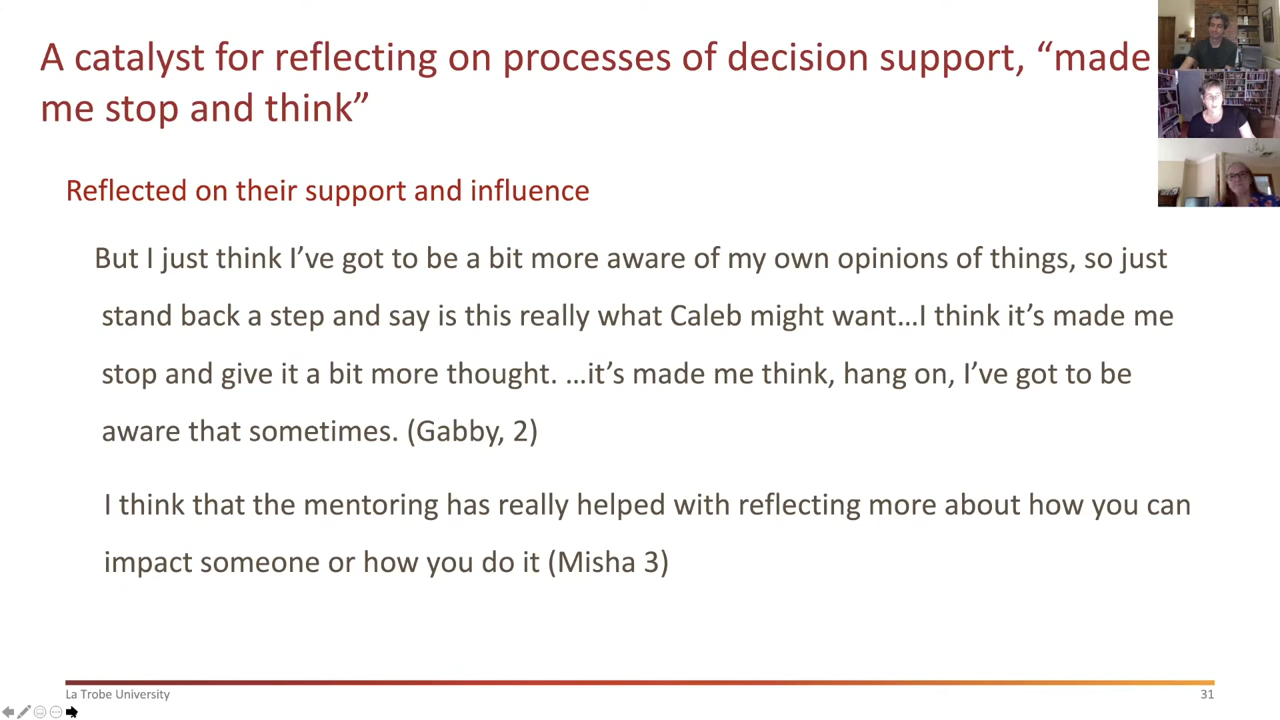 A catalyst for reflecting on processes of decision support, “made
me stop and think”
Reflected on their support and influence
But I just think I’ve got to be a bit more aware of my own opinions of things, so just
stand back a step and say is this really what Caleb might want…I think it’s made me
stop and give it a bit more thought. …it’s made me think, hang on, I’ve got to be
aware that sometimes. (Gabby, 2)
I think that the mentoring has really helped with reflecting more about how you can
impact someone or how you do it (Misha 3)
La Trobe University
31